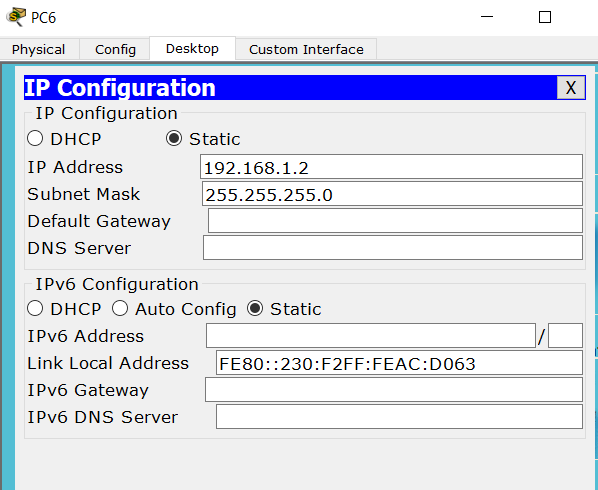 PC6
Physical Config Desktop Custom Interface
IP Configuration X
IP Configuration
DHCP Static
IP Address 192.168.1.2
Subnet Mask 255.255.255.0
Default Gateway
DNS Server
IPv6 Configuration
DHCP Auto Config Static
IPv6 Address /
Link Local Address FE80::230:F2FF:FEAC:D063
IPv6 Gateway
IPv6 DNS Server